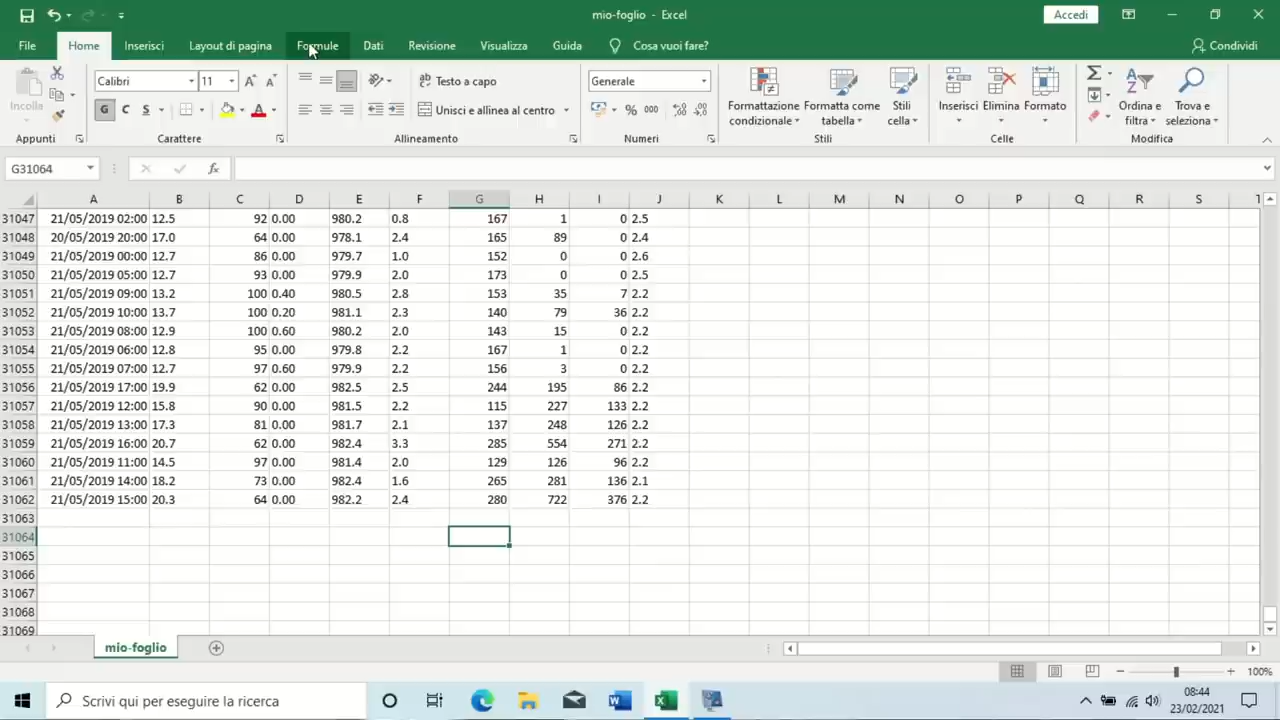 mio-foglio - Excel
Accedi
File Home Inserisci Layout di pagina Formule Dati Revisione Visualizza Guida Cosa vuoi fare? Condividi
Incolla
Calibri 11
G C S
Testo a capo
Unisci e allinea al centro
Generale
% 000
Formattazione condizionale
Formatta come tabella
Stili cella
Inserisci Elimina Formato
Ordina e filtra
Trova e seleziona
Appunti Carattere Allineamento Numeri Stili Celle Modifica
G31064 fx
A B C D E F G H I J K L M N O P Q R S T
31047 21/05/2019 02:00 12.5 92 0.00 980.2 0.8 167 1 0 2.5
31048 20/05/2019 20:00 17.0 64 0.00 978.1 2.4 165 89 0 2.4
31049 21/05/2019 00:00 12.7 86 0.00 979.7 1.0 152 0 0 2.6
31050 21/05/2019 05:00 12.7 93 0.00 979.9 2.0 173 0 0 2.5
31051 21/05/2019 09:00 13.2 100 0.40 980.5 2.8 153 35 7 2.2
31052 21/05/2019 10:00 13.7 100 0.20 981.1 2.3 140 79 36 2.2
31053 21/05/2019 08:00 12.9 100 0.60 980.2 2.0 143 15 0 2.2
31054 21/05/2019 06:00 12.8 95 0.00 979.8 2.2 167 1 0 2.2
31055 21/05/2019 07:00 12.7 97 0.60 979.9 2.2 156 3 0 2.2
31056 21/05/2019 17:00 19.9 62 0.00 982.5 2.5 244 195 86 2.2
31057 21/05/2019 12:00 15.8 90 0.00 981.5 2.2 115 227 133 2.2
31058 21/05/2019 13:00 17.3 81 0.00 981.7 2.1 137 248 126 2.2
31059 21/05/2019 16:00 20.7 62 0.00 982.4 3.3 285 554 271 2.2
31060 21/05/2019 11:00 14.5 97 0.00 981.4 2.0 129 126 96 2.2
31061 21/05/2019 14:00 18.2 73 0.00 982.4 1.6 265 281 136 2.1
31062 21/05/2019 15:00 20.3 64 0.00 982.2 2.4 280 722 376 2.2
31063
31064
31065
31066
31067
31068
31069
mio-foglio
100%
Scrivi qui per eseguire la ricerca
08:44
23/02/2021